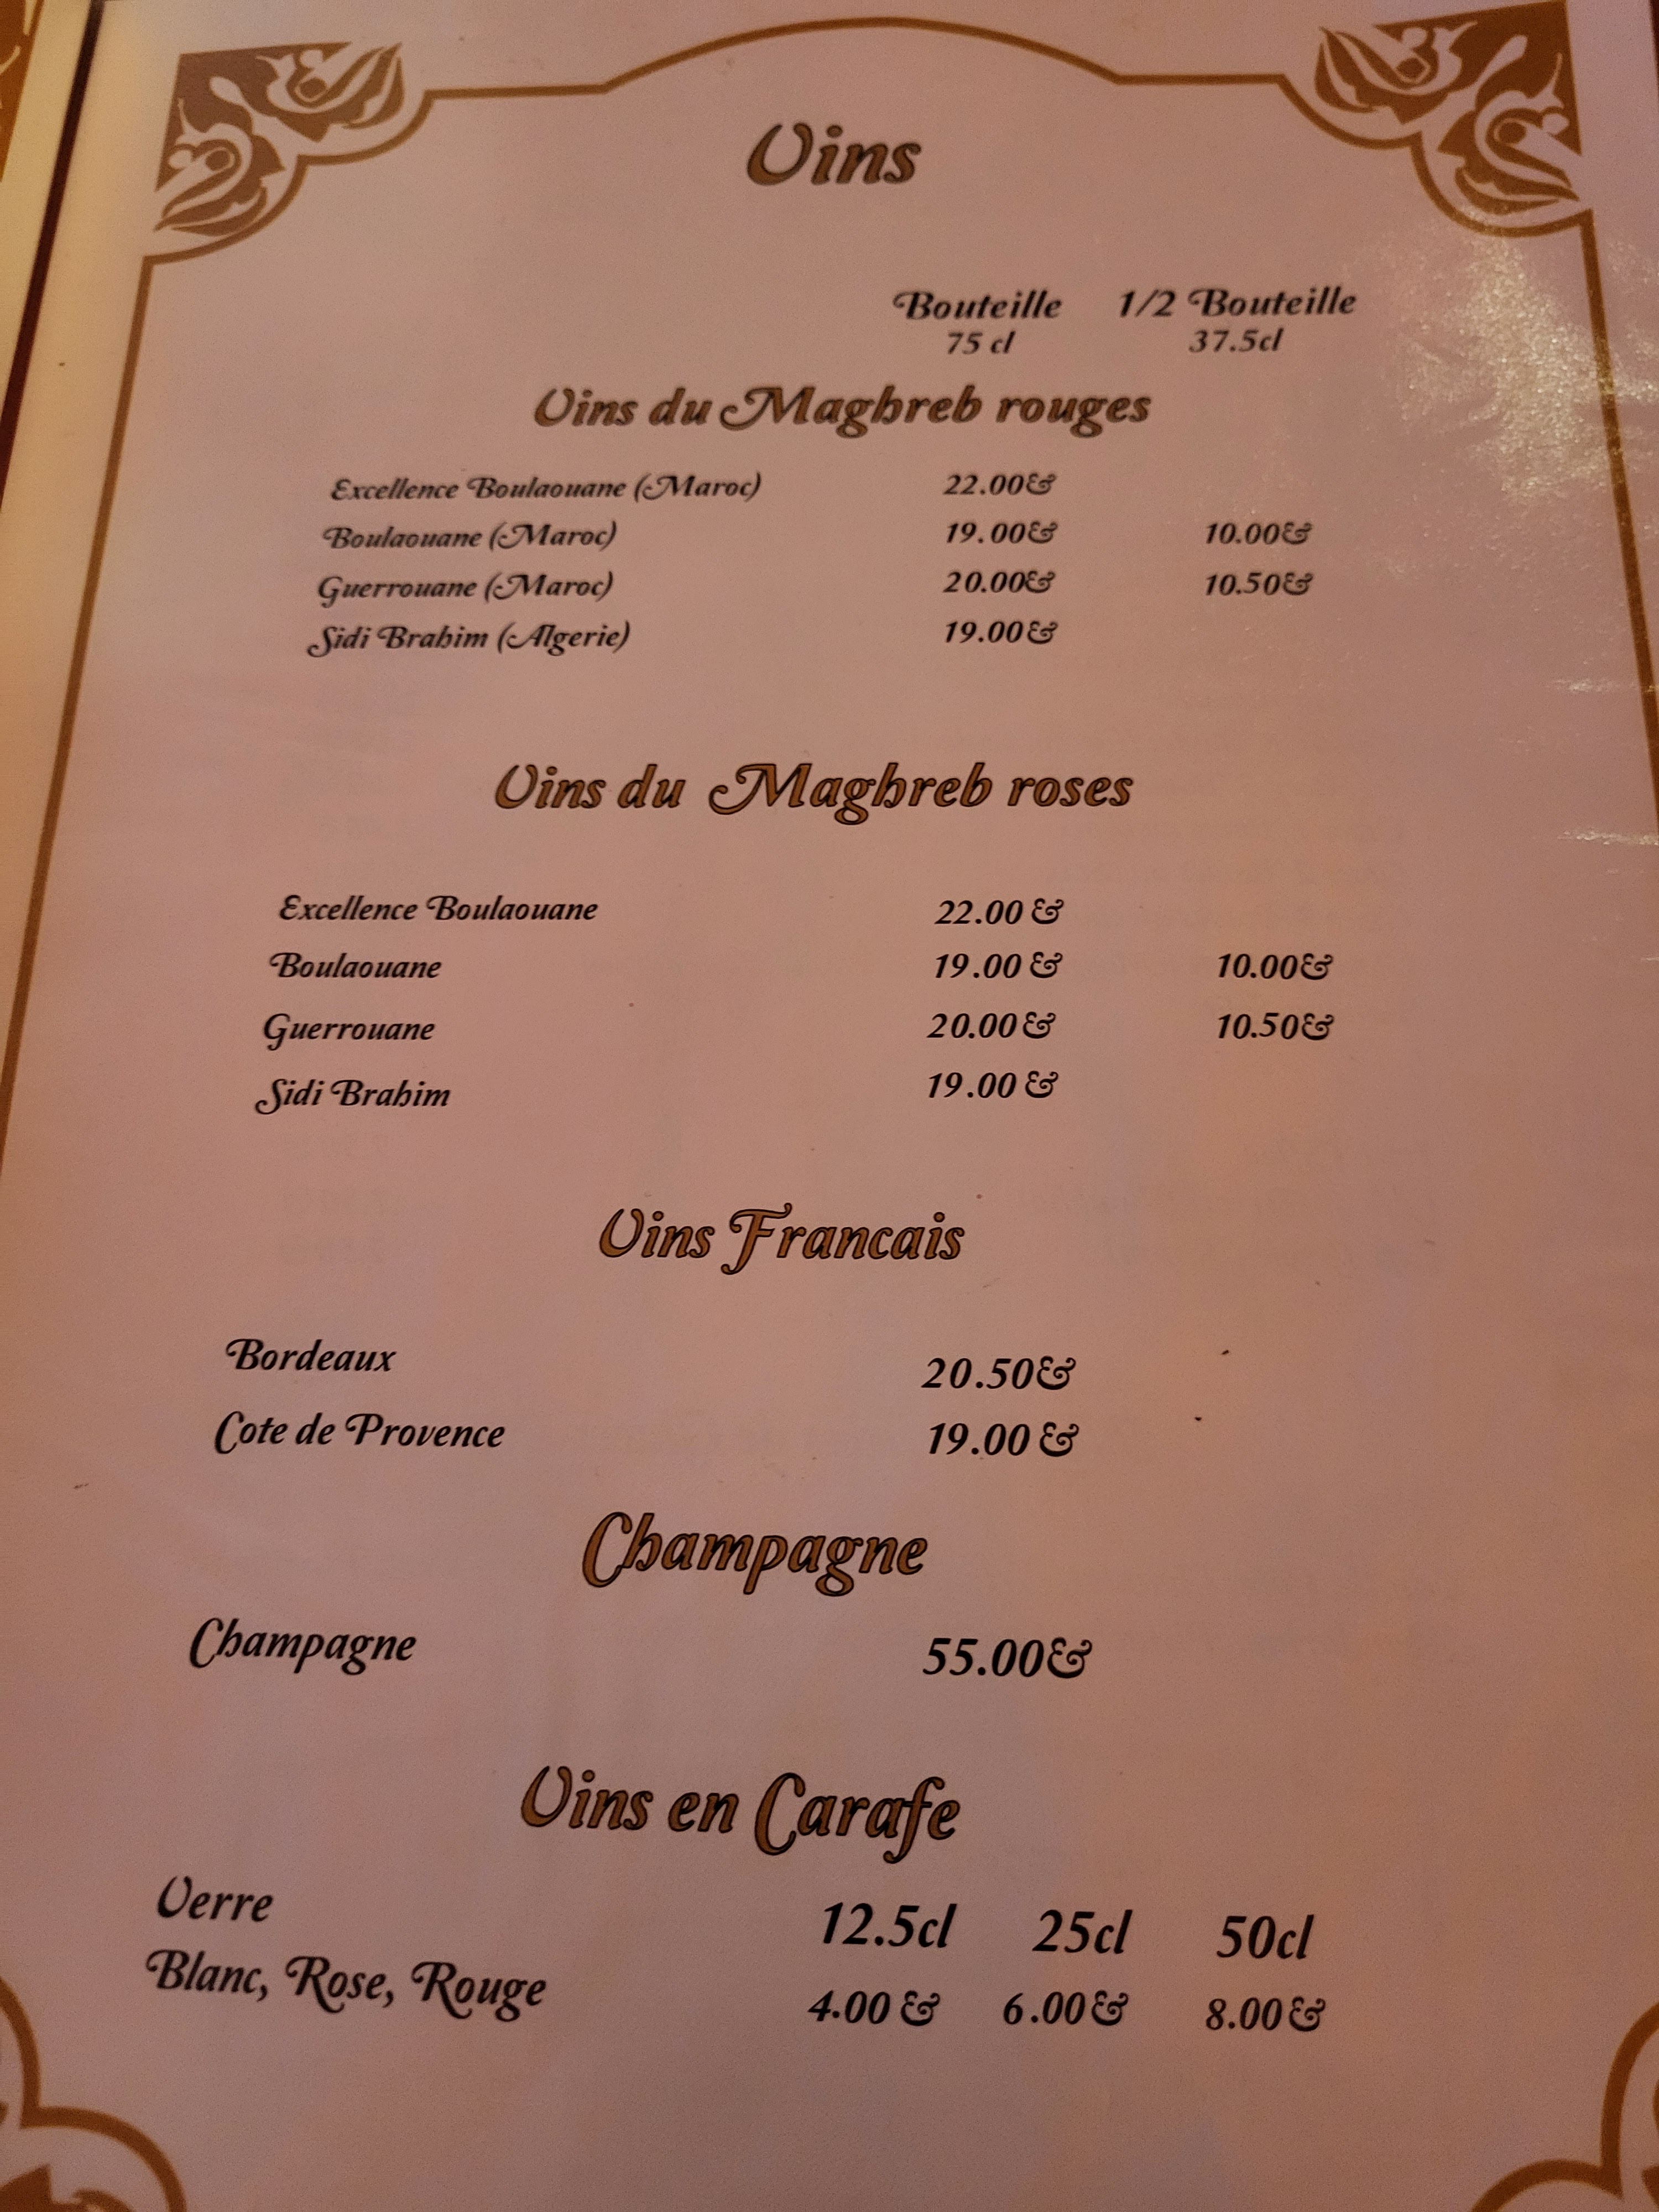 Vins
Bouteille 1/2 Bouteille
75 cl 37.5cl
Vins du Maghreb rouges
Excellence Boulaouane (Maroc) 22.00&
Boulaouane (Maroc) 19.00& 10.00&
Guerrouane (Maroc) 20.00& 10.50&
Sidi Brahim (Algerie) 19.00&
Vins du Maghreb roses
Excellence Boulaouane 22.00 &
Boulaouane 19.00 & 10.00&
Guerrouane 20.00 & 10.50&
Sidi Brahim 19.00 &
Vins Francais
Bordeaux 20.50&
Cote de Provence 19.00 &
Champagne
Champagne 55.00&
Vins en Carafe
Verre 12.5cl 25cl 50cl
Blanc, Rose, Rouge 4.00 & 6.00& 8.00&